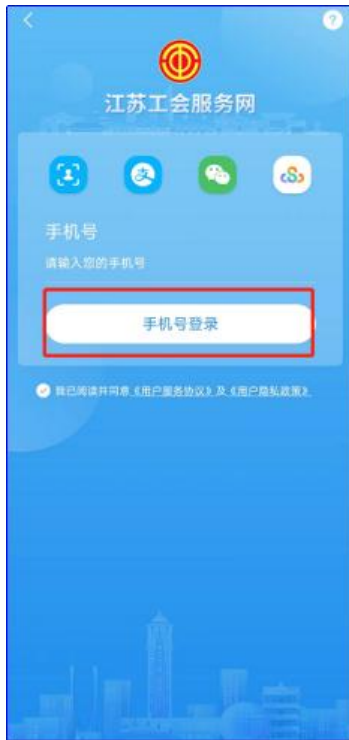 江苏工会服务网
手机号
请输入您的手机号
手机号登录
我已阅读并同意《用户服务协议》及《用户隐私政策》